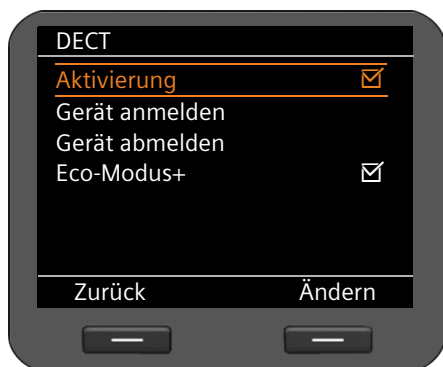 DECT
Aktivierung
Gerät anmelden
Gerät abmelden
Eco-Modus+
Zurück Ändern